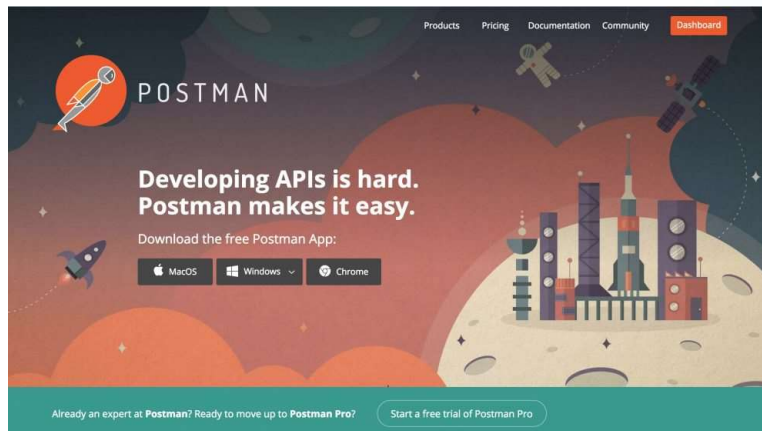 Products Pricing Documentation Community Dashboard
POSTMAN
Developing APIs is hard.
Postman makes it easy.
Download the free Postman App:
MacOS Windows Chrome
Already an expert at Postman? Ready to move up to Postman Pro? Start a free trial of Postman Pro